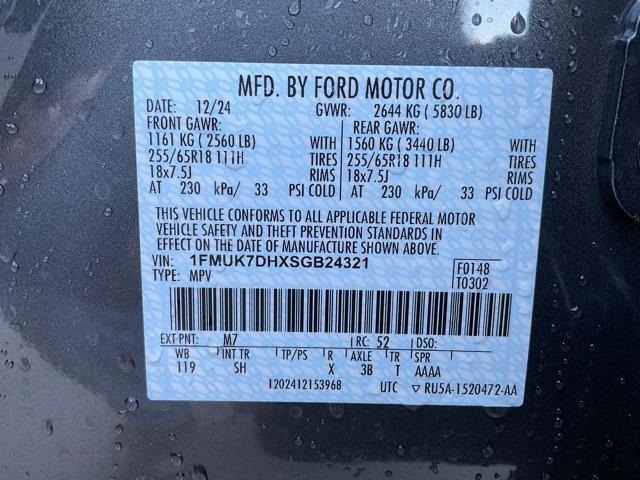 MFD. BY FORD MOTOR CO.
DATE: 12/24 GVWR: 2644 KG ( 5830 LB)
FRONT GAWR: REAR GAWR:
1161 KG ( 2560 LB) WITH 1560 KG ( 3440 LB) WITH
255/65R18 111H TIRES 255/65R18 111H TIRES
18x7.5J RIMS 18x7.5J RIMS
AT 230 kPa/ 33 PSI COLD AT 230 kPa/ 33 PSI COLD
THIS VEHICLE CONFORMS TO ALL APPLICABLE FEDERAL MOTOR
VEHICLE SAFETY AND THEFT PREVENTION STANDARDS IN
EFFECT ON THE DATE OF MANUFACTURE SHOWN ABOVE.
VIN: 1FMUK7DHXSGB24321 F0148
TYPE: MPV T0302
EXT PNT: M7 RC: 52 DSO:
WB INT TR TP/PS R AXLE TR SPR
119 SH X 3B T AAAA
1202412153968 UTC ▽ RU5A-1520472-AA